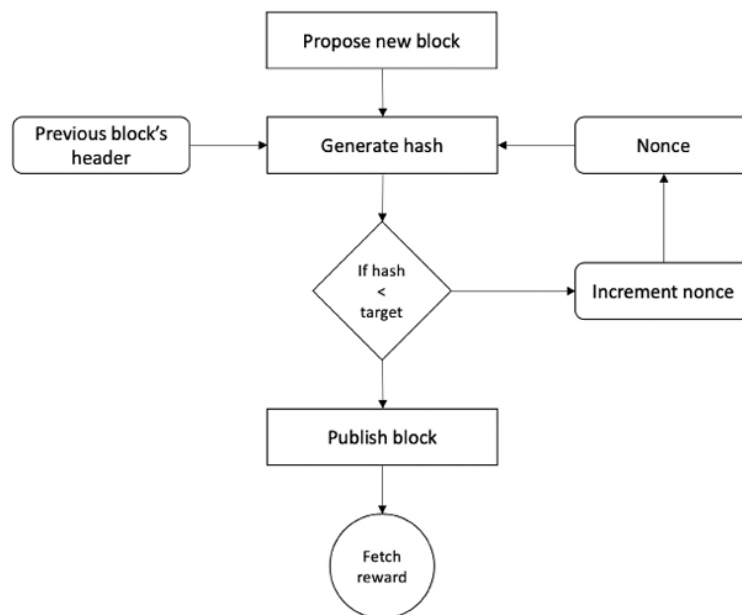 Propose new block
Previous block's
header
Generate hash
Nonce
If hash
<
target
Increment nonce
Publish block
Fetch
reward